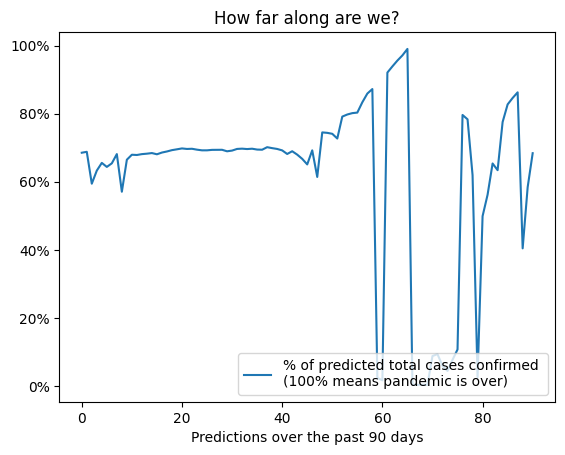 How far along are we?
100%
80%
60%
40%
20%
0%
% of predicted total cases confirmed
(100% means pandemic is over)
0 20 40 60 80
Predictions over the past 90 days